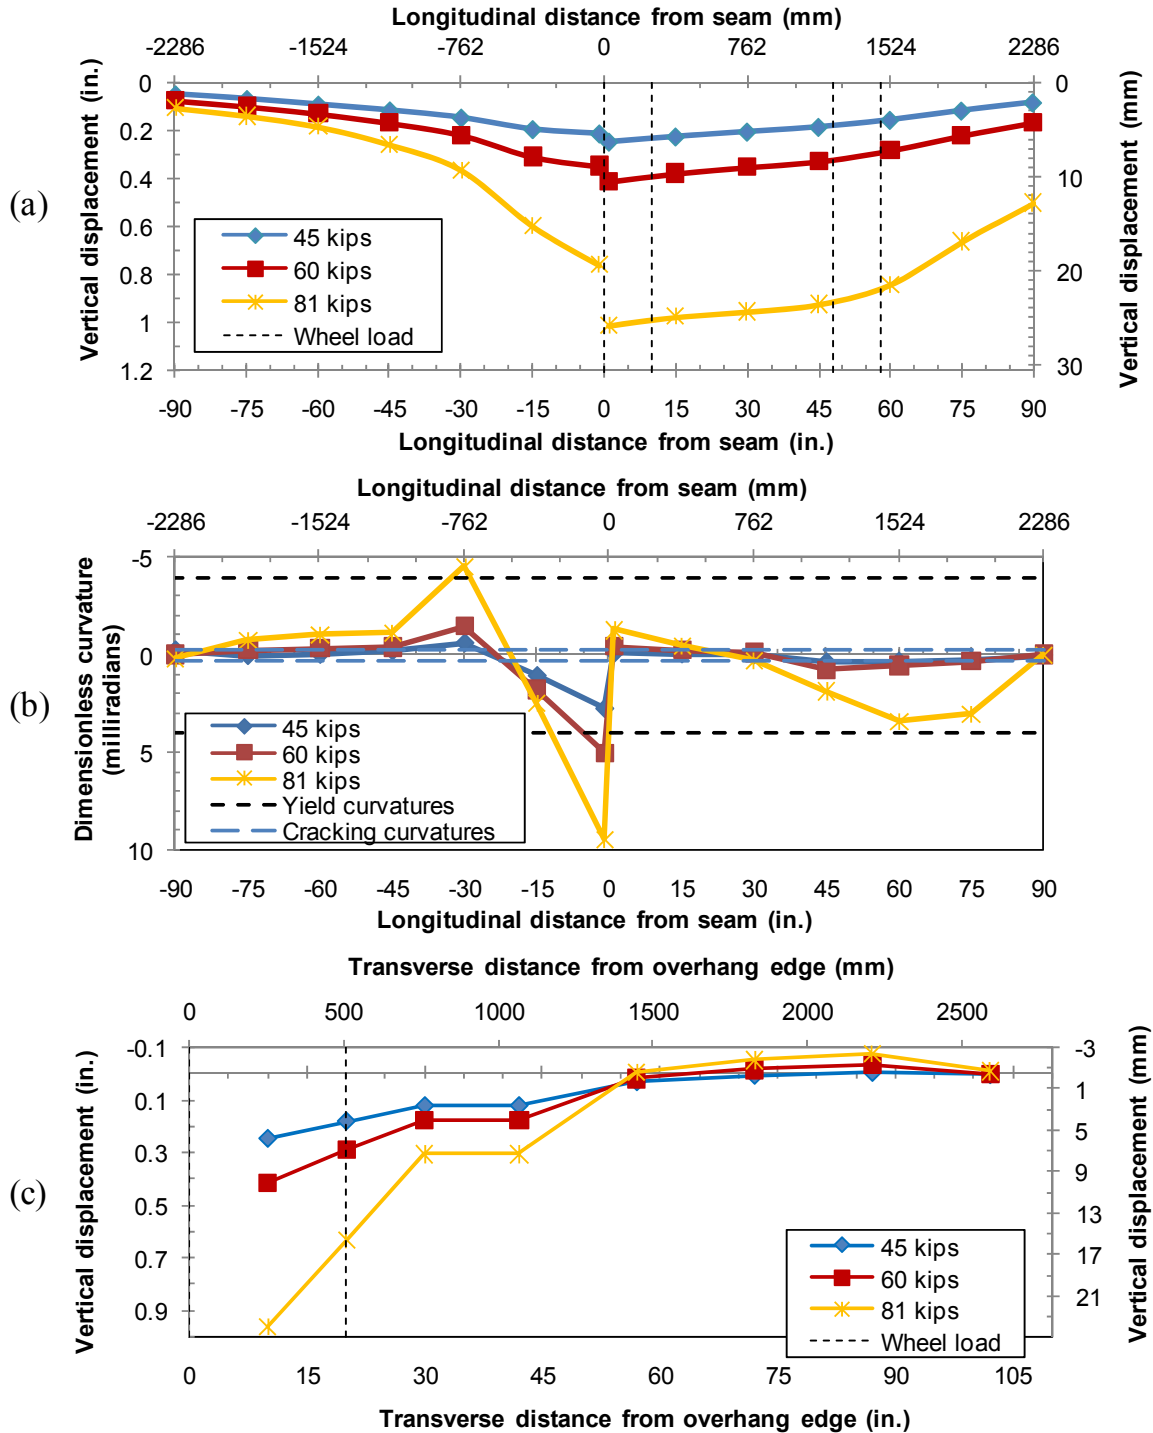 (a)
Longitudinal distance from seam (mm)
-2286 -1524 -762 0 762 1524 2286
Vertical displacement (in.)
0
0.2
0.4
0.6
0.8
1
1.2
45 kips
60 kips
81 kips
Wheel load
0
10
20
30
Vertical displacement (mm)
-90 -75 -60 -45 -30 -15 0 15 30 45 60 75 90
Longitudinal distance from seam (in.)
(b)
Longitudinal distance from seam (mm)
-2286 -1524 -762 0 762 1524 2286
Dimensionless curvature
(milliradians)
-5
0
5
10
45 kips
60 kips
81 kips
Yield curvatures
Cracking curvatures
-90 -75 -60 -45 -30 -15 0 15 30 45 60 75 90
Longitudinal distance from seam (in.)
(c)
Transverse distance from overhang edge (mm)
0 500 1000 1500 2000 2500
Vertical displacement (in.)
-0.1
0.1
0.3
0.5
0.7
0.9
-3
1
5
9
13
17
21
Vertical displacement (mm)
45 kips
60 kips
81 kips
Wheel load
0 15 30 45 60 75 90 105
Transverse distance from overhang edge (in.)